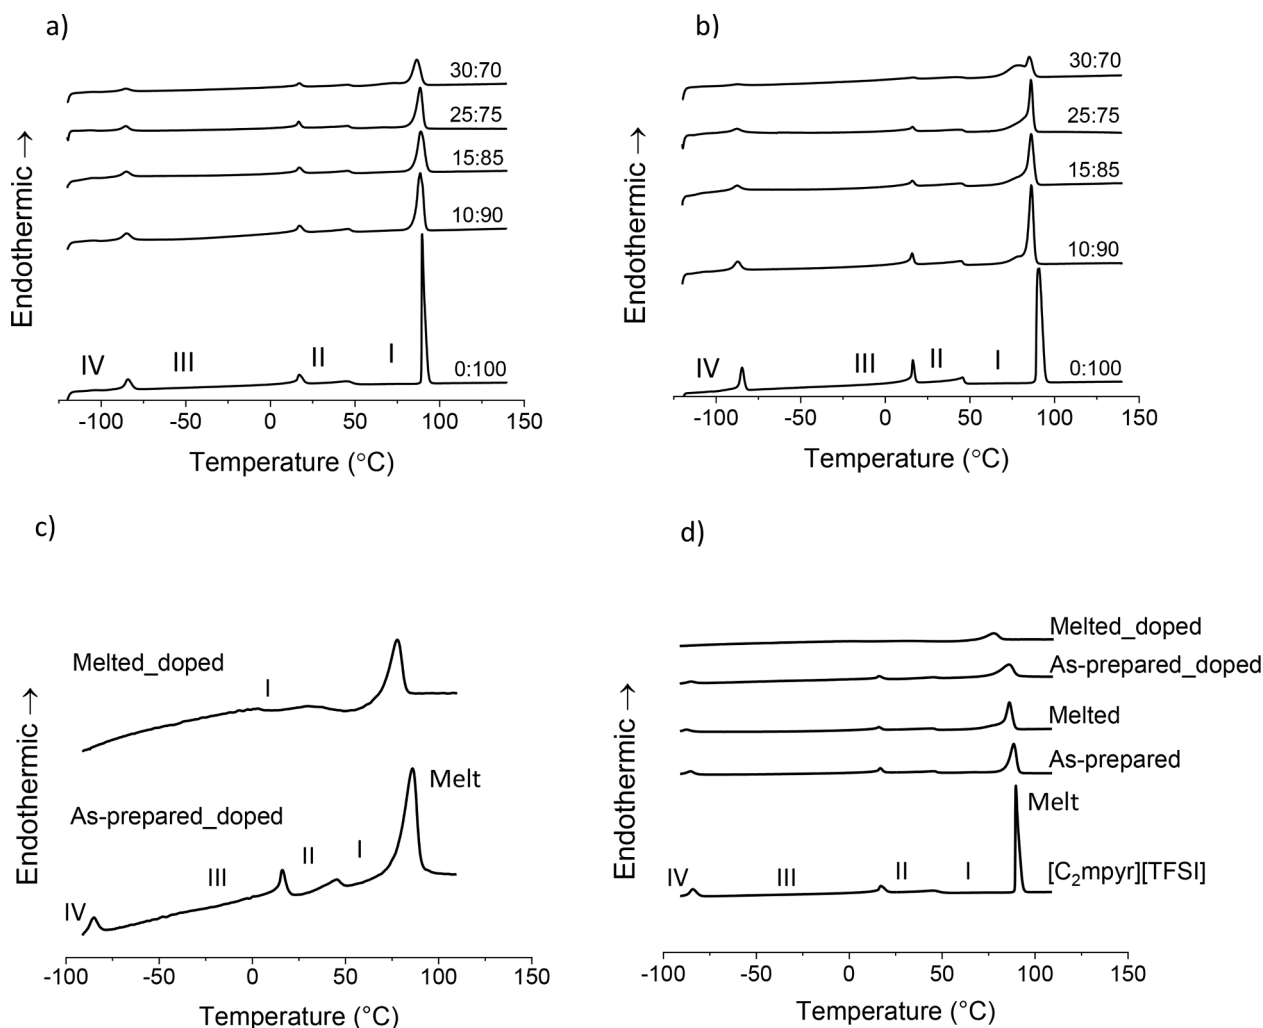 a)
Endothermic →
30:70
25:75
15:85
10:90
0:100
IV III II I
-100 -50 0 50 100 150
Temperature (°C)
b)
Endothermic →
30:70
25:75
15:85
10:90
0:100
IV III II I
-100 -50 0 50 100 150
Temperature (°C)
c)
Endothermic →
Melted_doped
I
Melt
As-prepared_doped
IV III II I
-100 -50 0 50 100 150
Temperature (°C)
d)
Endothermic →
Melted_doped
As-prepared_doped
Melted
As-prepared
Melt
[C₂mpyr][TFSI]
IV III II I
-100 -50 0 50 100 150
Temperature (°C)